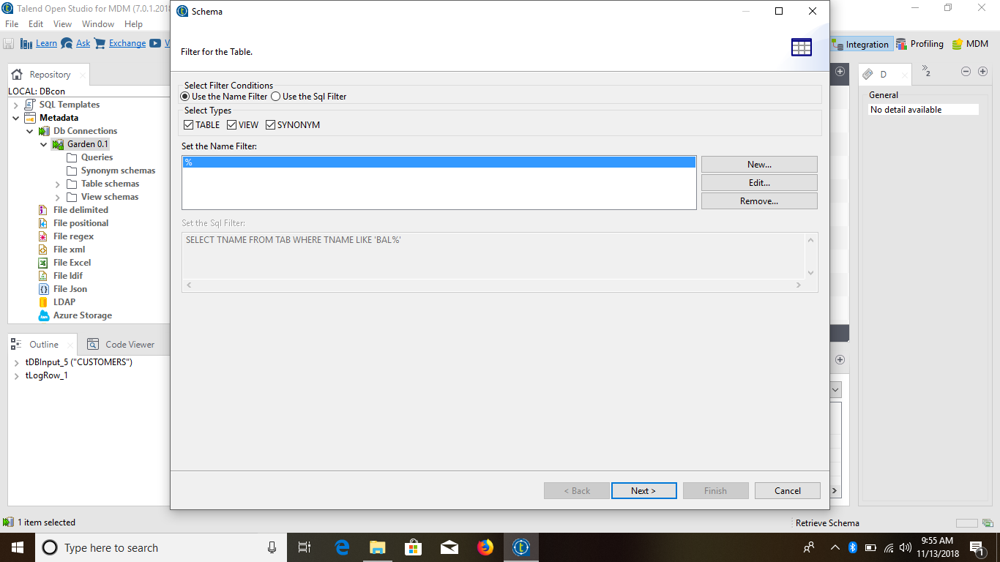 Talend Open Studio for MDM (7.0.1.2018
Schema
File Edit View Window Help
Learn Ask Exchange V
Filter for the Table.
Integration Profiling MDM
Repository
LOCAL: DBcon
SQL Templates
Metadata
Db Connections
Garden 0.1
Queries
Synonym schemas
Table schemas
View schemas
File delimited
File positional
File regex
File xml
File Excel
File ldif
File Json
LDAP
Azure Storage
Select Filter Conditions
Use the Name Filter Use the Sql Filter
Select Types
TABLE VIEW SYNONYM
Set the Name Filter:
%
New...
Edit...
Remove...
Set the Sql Filter:
SELECT TNAME FROM TAB WHERE TNAME LIKE 'BAL%'
< Back Next > Finish Cancel
D
2
General
No detail available
Outline Code Viewer
tDBInput_5 ("CUSTOMERS")
tLogRow_1
1 item selected
Retrieve Schema
Type here to search
9:55 AM
11/13/2018
1